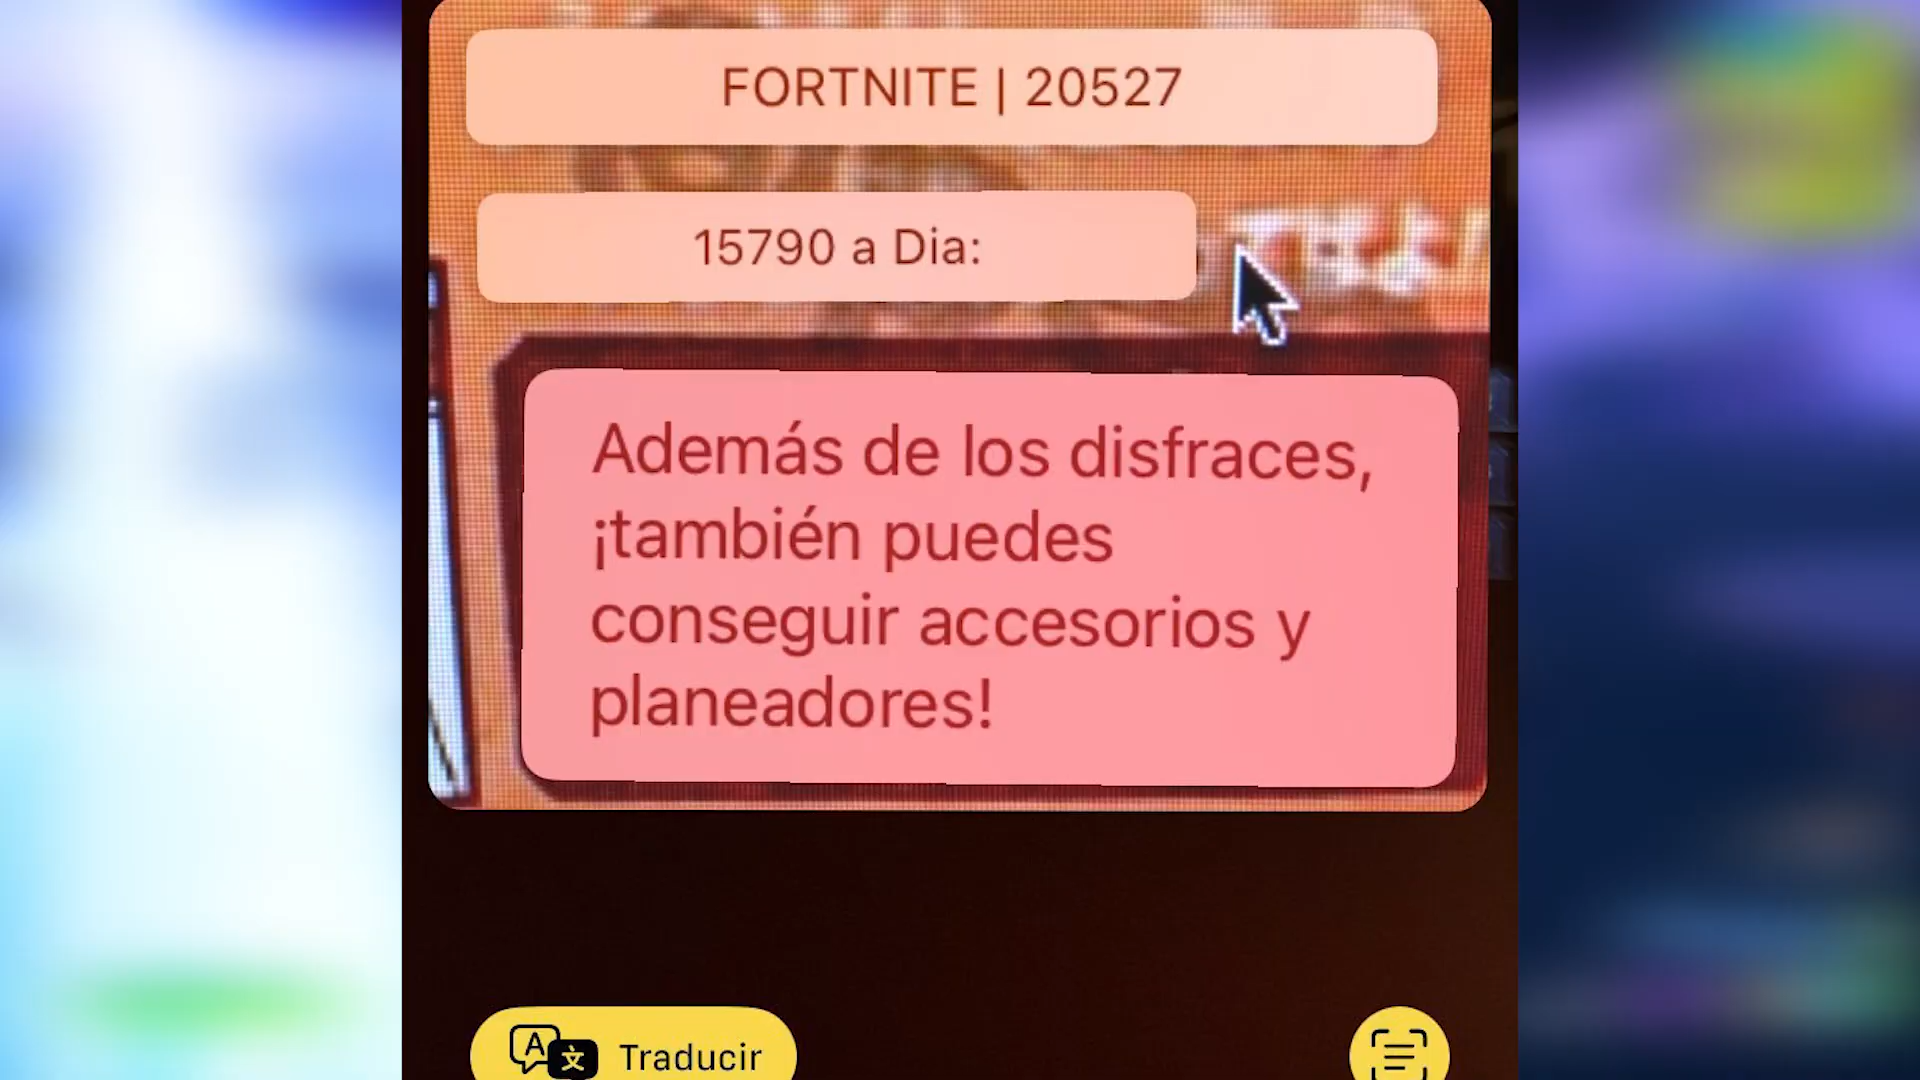 FORTNITE | 20527
15790 a Dia:
Además de los disfraces,
¡también puedes
conseguir accesorios y
planeadores!
Traducir